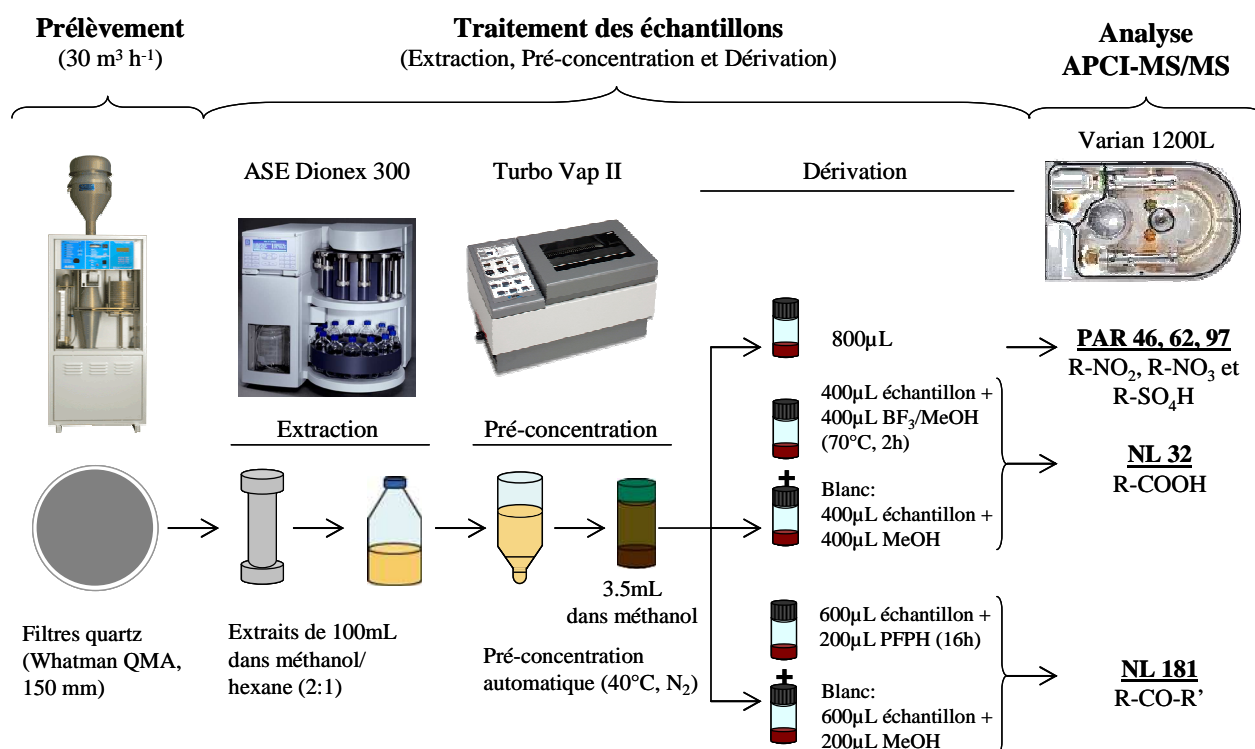 Prélèvement
(30 m³ h⁻¹)
Traitement des échantillons
(Extraction, Pré-concentration et Dérivation)
Analyse
APCI-MS/MS
ASE Dionex 300
Turbo Vap II
Dérivation
Varian 1200L
Extraction
Pré-concentration
800µL
400µL échantillon +
400µL BF₃/MeOH
(70°C, 2h)
+
Blanc:
400µL échantillon +
400µL MeOH
PAR 46, 62, 97
R-NO₂, R-NO₃ et
R-SO₄H
NL 32
R-COOH
Filtres quartz
(Whatman QMA,
150 mm)
Extraits de 100mL
dans méthanol/
hexane (2:1)
3.5mL
dans méthanol
Pré-concentration
automatique (40°C, N₂)
600µL échantillon +
200µL PFPH (16h)
+
Blanc:
600µL échantillon +
200µL MeOH
NL 181
R-CO-R’